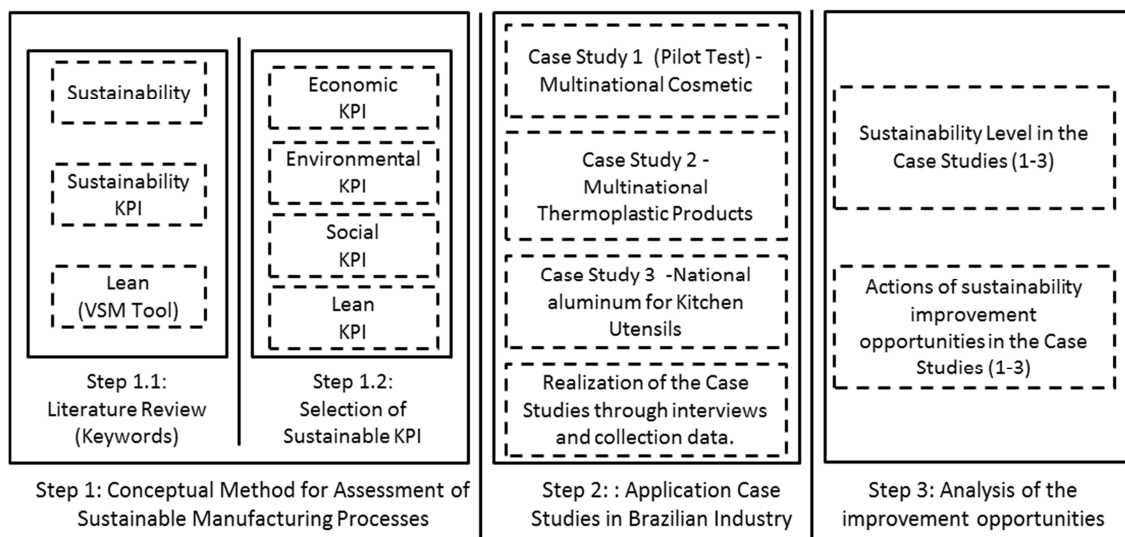 Sustainability
Sustainability
KPI
Lean
(VSM Tool)
Step 1.1:
Literature Review
(Keywords)
Economic
KPI
Environmental
KPI
Social
KPI
Lean
KPI
Step 1.2:
Selection of
Sustainable KPI
Step 1: Conceptual Method for Assessment of
Sustainable Manufacturing Processes
Case Study 1  (Pilot Test) -
Multinational Cosmetic
Case Study 2 -
Multinational
Thermoplastic Products
Case Study 3  -National
aluminum for Kitchen
Utensils
Realization of the Case
Studies through interviews
and collection data.
Step 2: : Application Case
Studies in Brazilian Industry
Sustainability Level in the
Case Studies (1-3)
Actions of sustainability
improvement
opportunities in the Case
Studies (1-3)
Step 3: Analysis of the
improvement opportunities